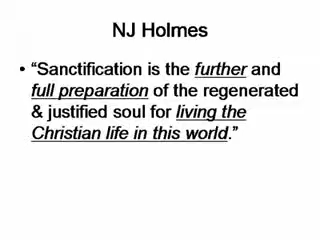 NJ Holmes
• “Sanctification is the further and
full preparation of the regenerated
& justified soul for living the
Christian life in this world.”